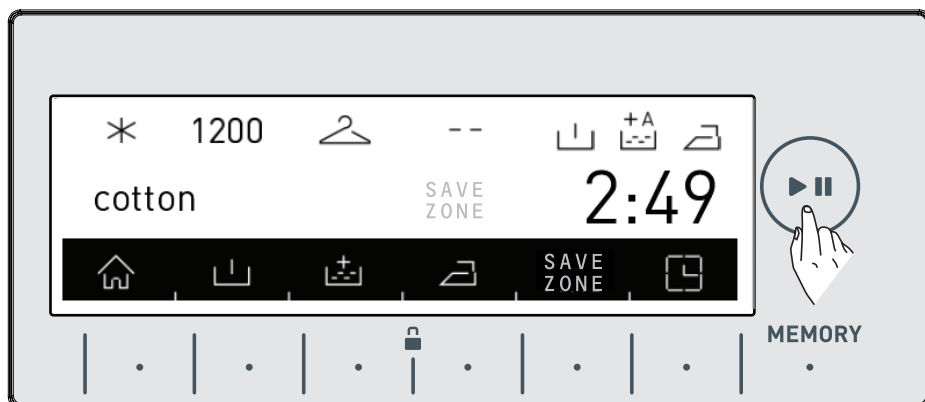 1200
--
+A
cotton
SAVE
ZONE
2:49
SAVE
ZONE
MEMORY